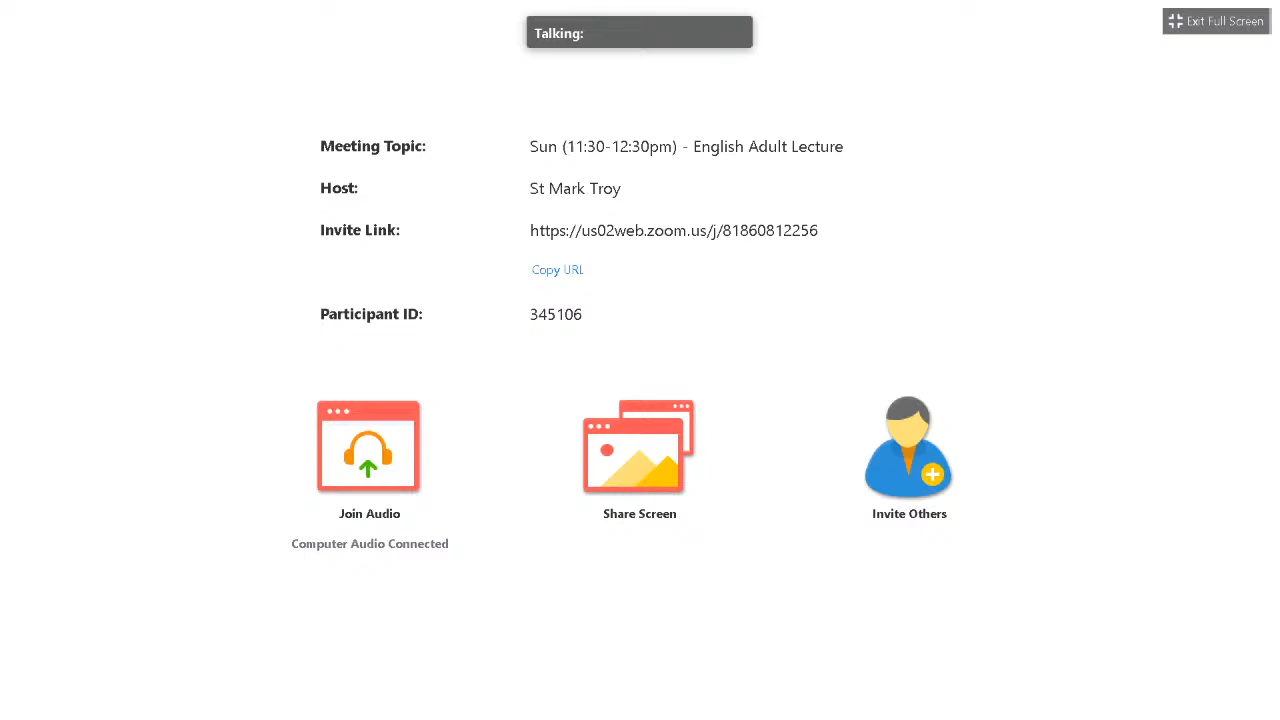 Talking:
Exit Full Screen
Meeting Topic: Sun (11:30-12:30pm) - English Adult Lecture
Host: St Mark Troy
Invite Link: https://us02web.zoom.us/j/81860812256
Copy URL
Participant ID: 345106
Join Audio Share Screen Invite Others
Computer Audio Connected